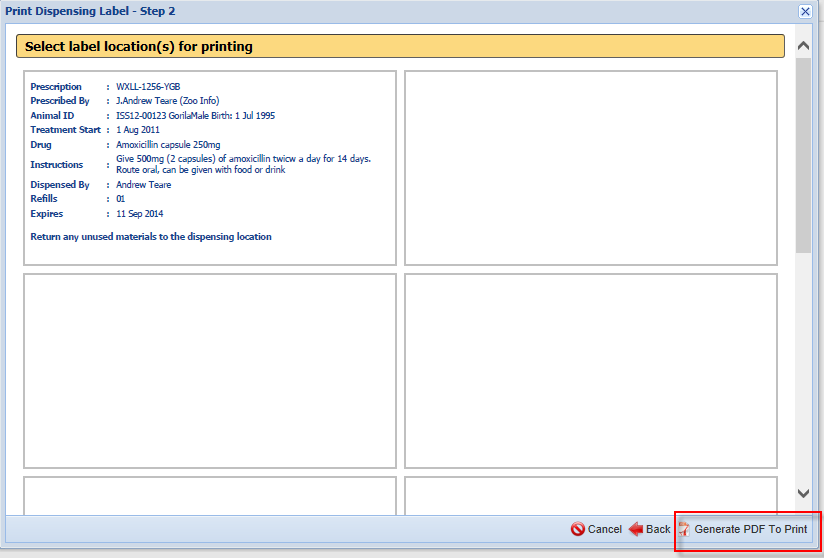 Print Dispensing Label - Step 2
Select label location(s) for printing
Prescription : WXLL-1256-YGB
Prescribed By : J.Andrew Teare (Zoo Info)
Animal ID : ISS12-00123 GorilaMale Birth: 1 Jul 1995
Treatment Start : 1 Aug 2011
Drug : Amoxicillin capsule 250mg
Instructions : Give 500mg (2 capsules) of amoxicillin twicw a day for 14 days.
Route oral, can be given with food or drink
Dispensed By : Andrew Teare
Refills : 01
Expires : 11 Sep 2014
Return any unused materials to the dispensing location
Cancel Back Generate PDF To Print